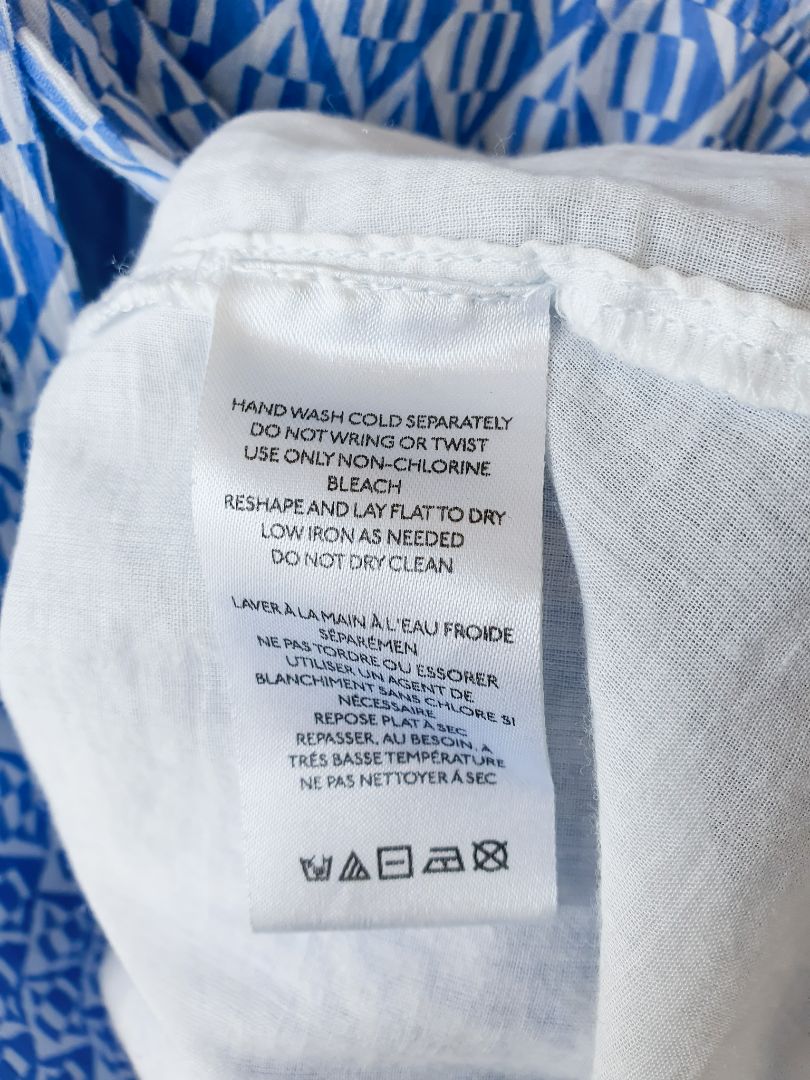 HAND WASH COLD SEPARATELY
DO NOT WRING OR TWIST
USE ONLY NON-CHLORINE
BLEACH
RESHAPE AND LAY FLAT TO DRY
LOW IRON AS NEEDED
DO NOT DRY CLEAN
LAVER À LA MAIN À L'EAU FROIDE
SÉPARÉMEN
NE PAS TORDRE OU ESSORER
UTILISER, UN AGENT DE
BLANCHIMENT SANS CHLORE SI
NÉCESSAIRE
REPOSE PLAT À SEC
REPASSER, AU BESOIN, À
TRÉS BASSE TEMPÉRATURE
NE PAS NETTOYER Á SEC